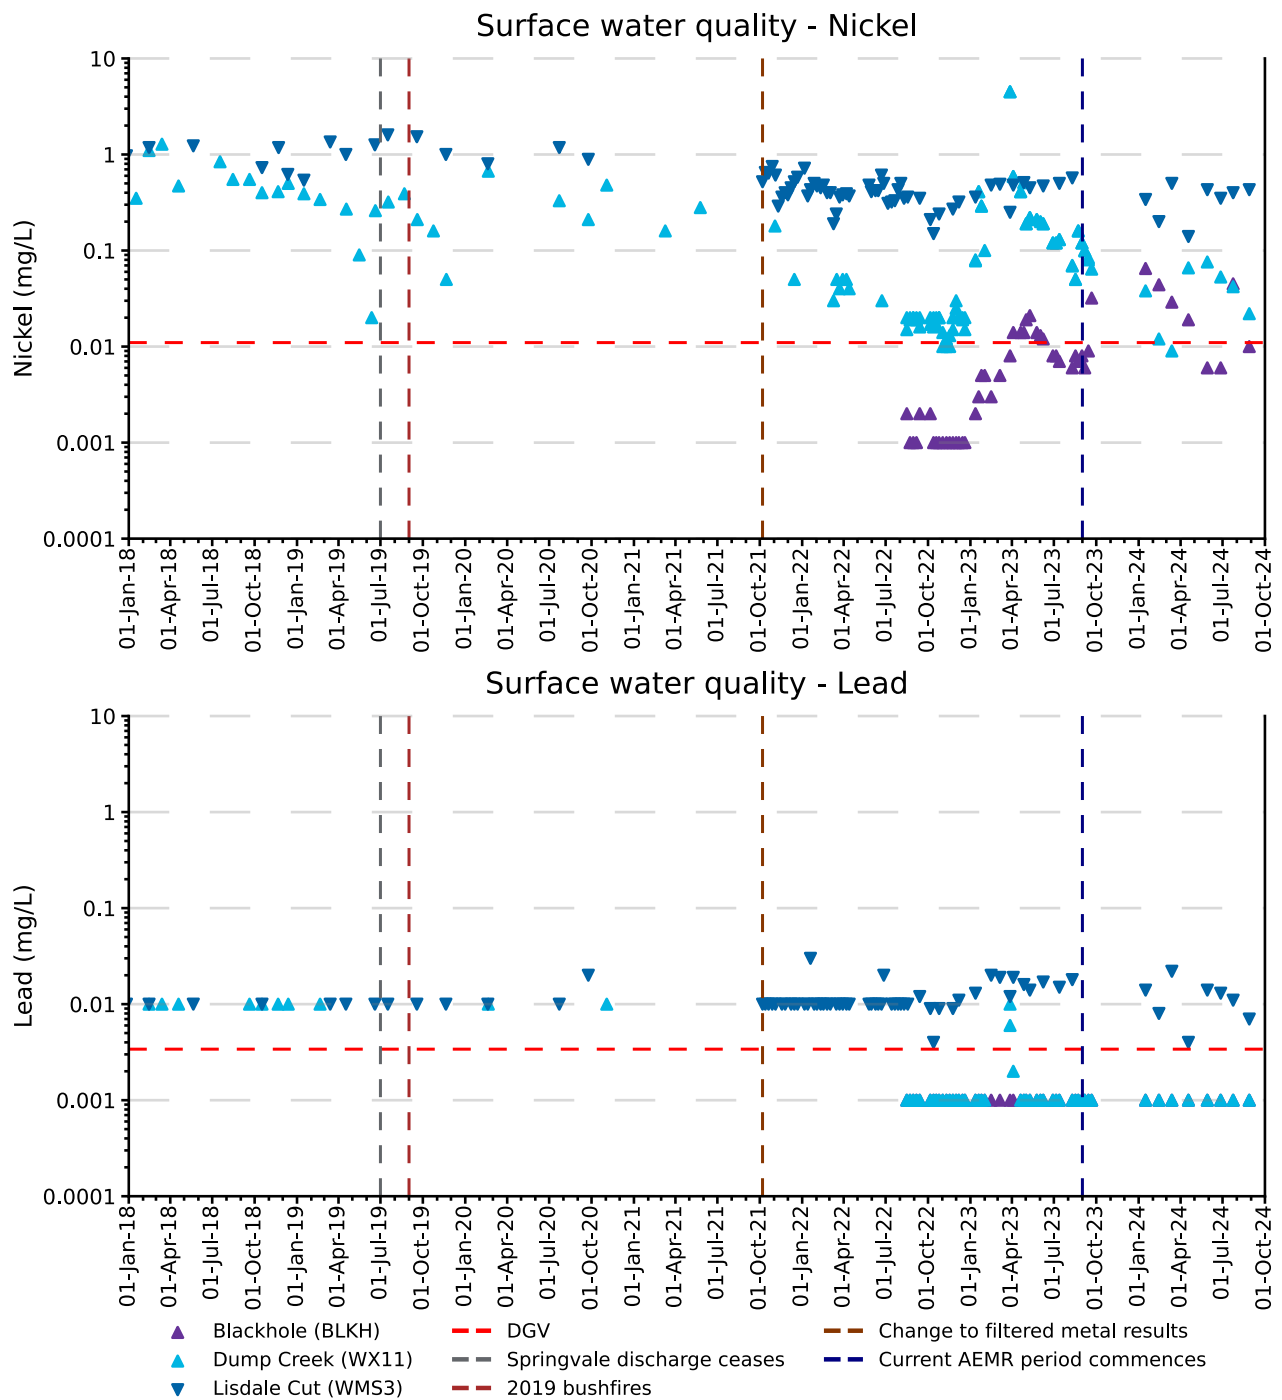 Surface water quality - Nickel
Nickel (mg/L)
10
1
0.1
0.01
0.001
0.0001
01-Jan-18
01-Apr-18
01-Jul-18
01-Oct-18
01-Jan-19
01-Apr-19
01-Jul-19
01-Oct-19
01-Jan-20
01-Apr-20
01-Jul-20
01-Oct-20
01-Jan-21
01-Apr-21
01-Jul-21
01-Oct-21
01-Jan-22
01-Apr-22
01-Jul-22
01-Oct-22
01-Jan-23
01-Apr-23
01-Jul-23
01-Oct-23
01-Jan-24
01-Apr-24
01-Jul-24
01-Oct-24
Surface water quality - Lead
Lead (mg/L)
10
1
0.1
0.01
0.001
0.0001
01-Jan-18
01-Apr-18
01-Jul-18
01-Oct-18
01-Jan-19
01-Apr-19
01-Jul-19
01-Oct-19
01-Jan-20
01-Apr-20
01-Jul-20
01-Oct-20
01-Jan-21
01-Apr-21
01-Jul-21
01-Oct-21
01-Jan-22
01-Apr-22
01-Jul-22
01-Oct-22
01-Jan-23
01-Apr-23
01-Jul-23
01-Oct-23
01-Jan-24
01-Apr-24
01-Jul-24
01-Oct-24
Blackhole (BLKH)
Dump Creek (WX11)
Lisdale Cut (WMS3)
DGV
Springvale discharge ceases
2019 bushfires
Change to filtered metal results
Current AEMR period commences